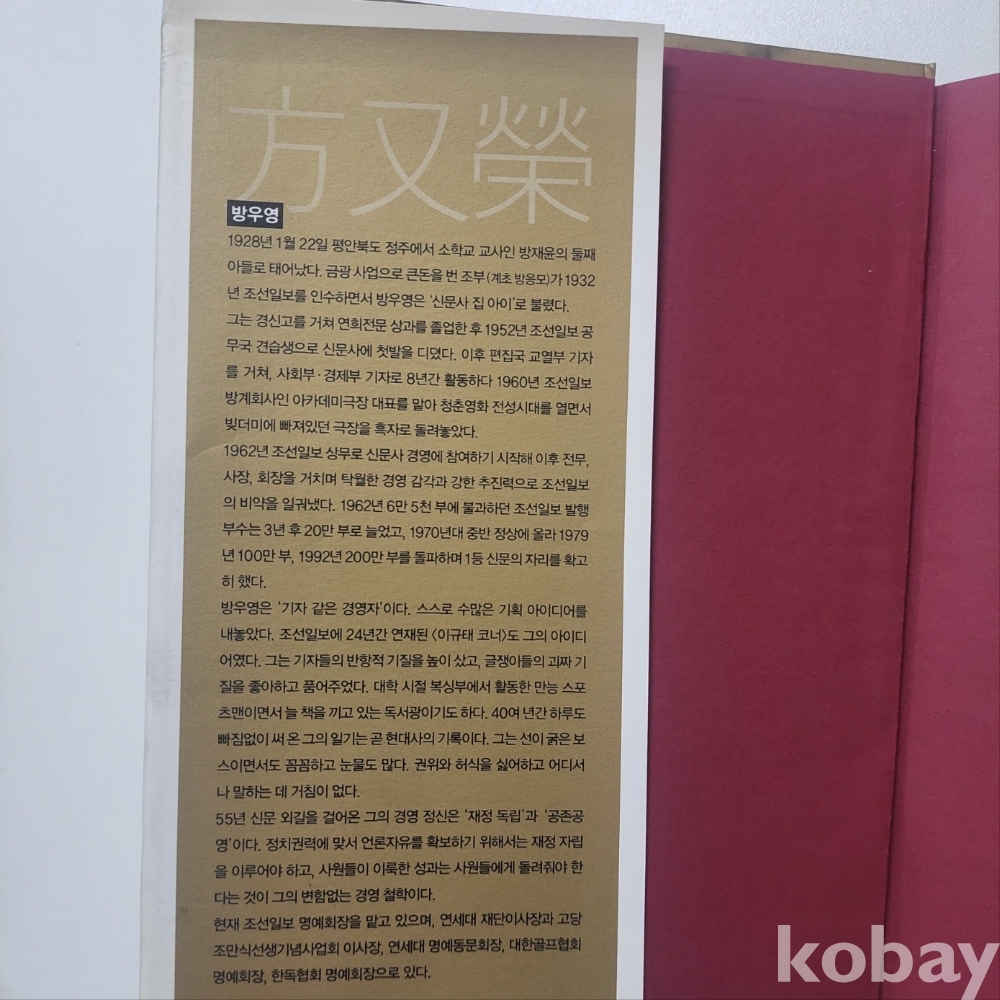 方又榮
방우영
1928년 1월 22일 평안북도 정주에서 소학교 교사인 방재윤의 둘째
아들로 태어났다. 금광 사업으로 큰돈을 번 조부(계초 방응모)가 1932
년 조선일보를 인수하면서 방우영은 '신문사 집 아이'로 불렸다.
그는 경신고를 거쳐 연희전문 상과를 졸업한 후 1952년 조선일보 공
무국 견습생으로 신문사에 첫발을 디뎠다. 이후 편집국 교열부 기자
를 거쳐, 사회부·경제부 기자로 8년간 활동하다 1960년 조선일보
방계회사인 아카데미극장 대표를 맡아 청춘영화 전성시대를 열면서
빚더미에 빠져있던 극장을 흑자로 돌려놓았다.
1962년 조선일보 상무로 신문사 경영에 참여하기 시작해 이후 전무,
사장, 회장을 거치며 탁월한 경영 감각과 강한 추진력으로 조선일보
의 비약을 일궈냈다. 1962년 6만 5천 부에 불과하던 조선일보 발행
부수는 3년 후 20만 부로 늘었고, 1970년대 중반 정상에 올라 1979
년 100만 부, 1992년 200만 부를 돌파하며 1등 신문의 자리를 확고
히 했다.
방우영은 '기자 같은 경영자'이다. 스스로 수많은 기획 아이디어를
내놓았다. 조선일보에 24년간 연재된 〈이규태 코너〉도 그의 아이디
어였다. 그는 기자들의 반항적 기질을 높이 샀고, 글쟁이들의 괴짜 기
질을 좋아하고 품어주었다. 대학 시절 복싱부에서 활동한 만능 스포
츠맨이면서 늘 책을 끼고 있는 독서광이기도 하다. 40여 년간 하루도
빠짐없이 써 온 그의 일기는 곧 현대사의 기록이다. 그는 선이 굵은 보
스이면서도 꼼꼼하고 눈물도 많다. 권위와 허식을 싫어하고 어디서
나 말하는 데 거침이 없다.
55년 신문 외길을 걸어온 그의 경영 정신은 '재정 독립'과 '공존공
영'이다. 정치권력에 맞서 언론자유를 확보하기 위해서는 재정 자립
을 이루어야 하고, 사원들이 이룩한 성과는 사원들에게 돌려줘야 한
다는 것이 그의 변함없는 경영 철학이다.
현재 조선일보 명예회장을 맡고 있으며, 연세대 재단이사장과 고당
조만식선생기념사업회 이사장, 연세대 명예동문회장, 대한골프협회
명예회장, 한독협회 명예회장으로 있다.
kobay